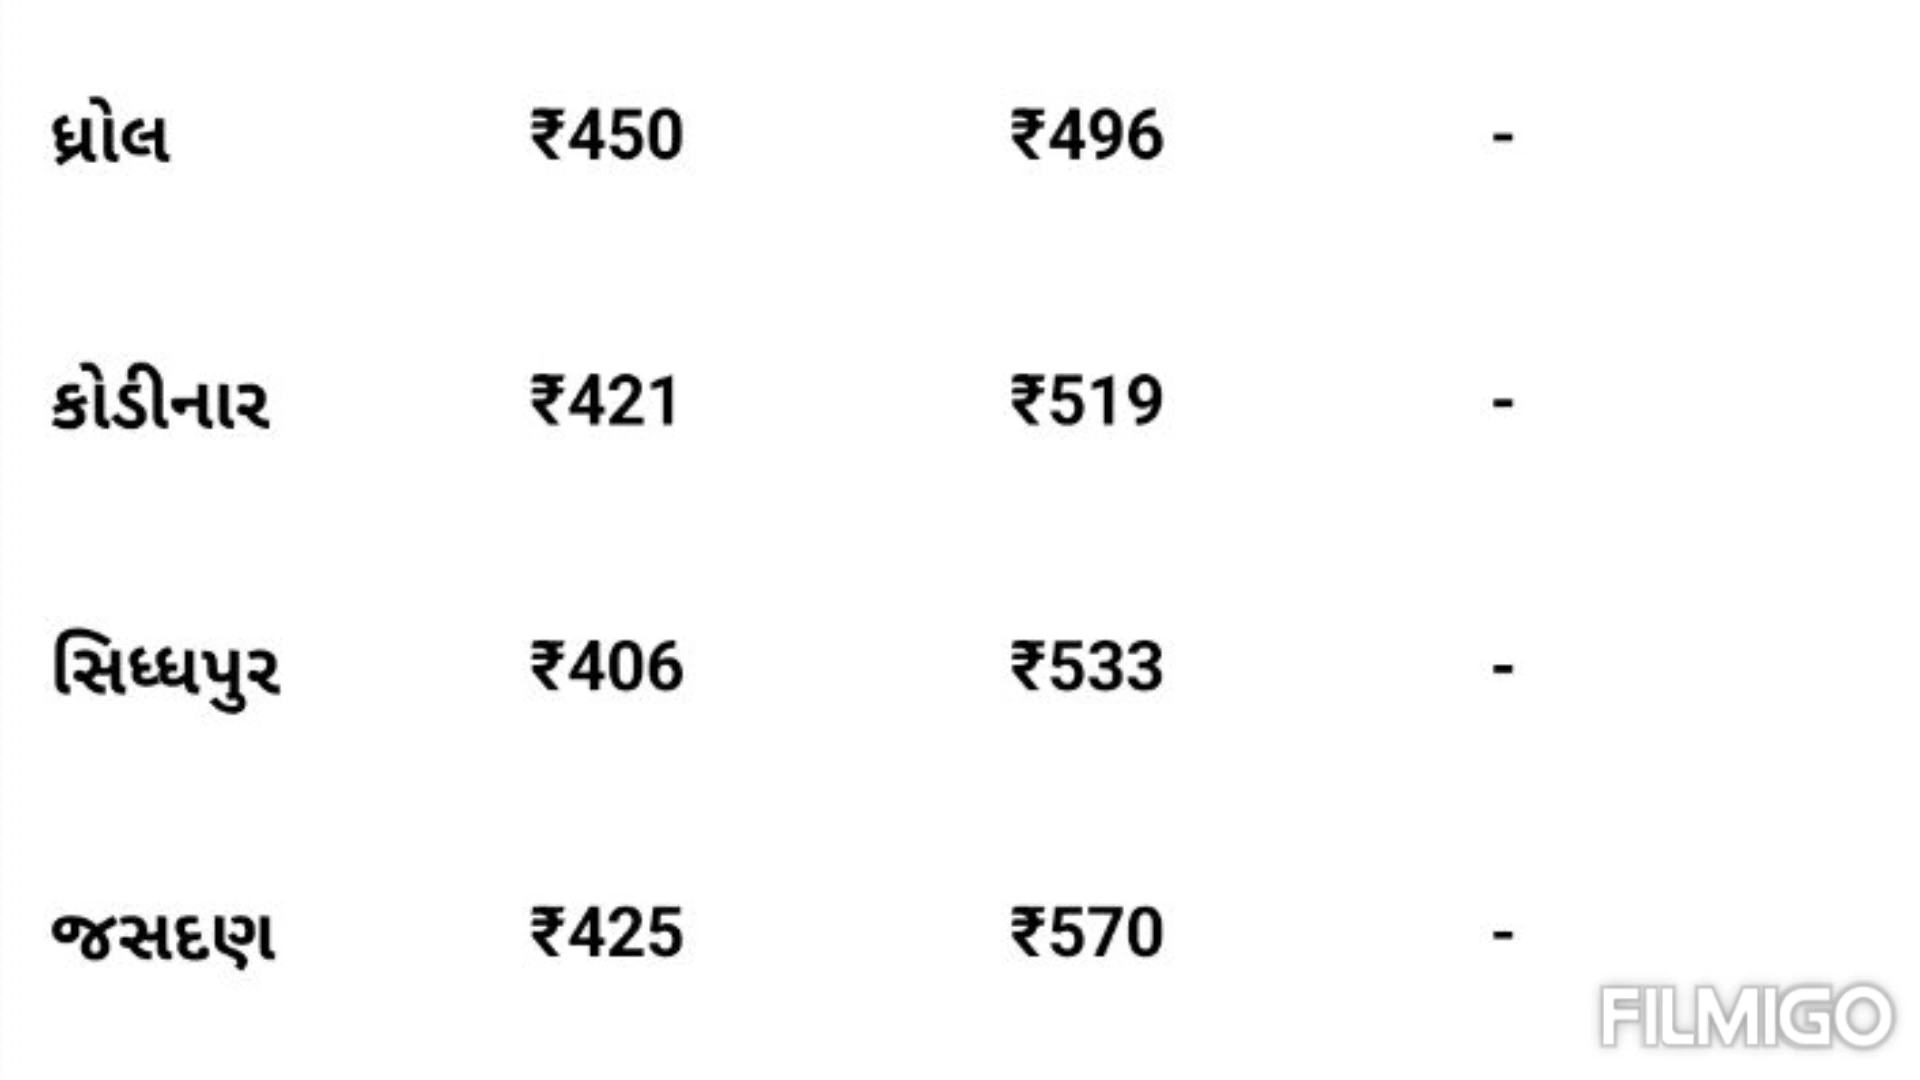 ધ્રોલ ₹450 ₹496 -
કોડીનાર ₹421 ₹519 -
સિધ્ધપુર ₹406 ₹533 -
જસદણ ₹425 ₹570 -
FILMIGO